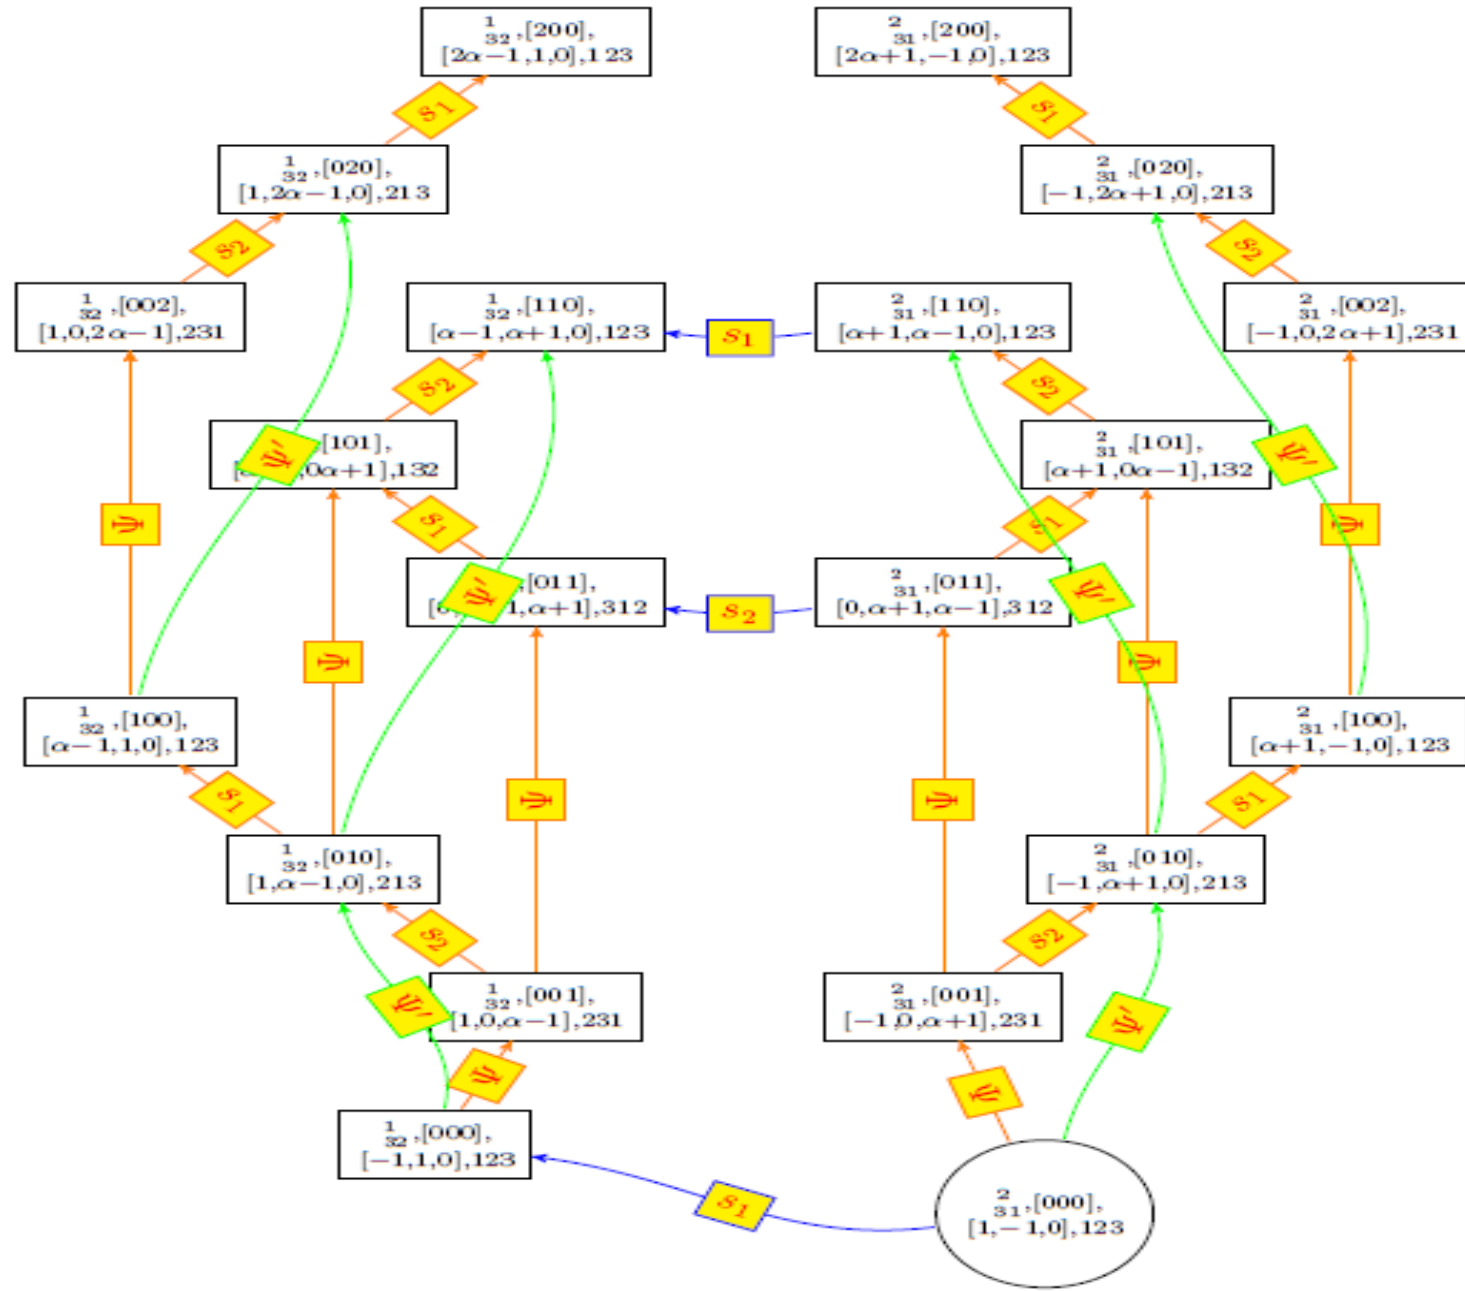 1
32 ,[200],
[2α−1,1,0],123
2
31 ,[200],
[2α+1,−1,0],123
s1
s1
1
32 ,[020],
[1,2α−1,0],213
2
31 ,[020],
[−1,2α+1,0],213
s2
s2
1
32 ,[002],
[1,0,2α−1],231
1
32 ,[110],
[α−1,α+1,0],123
s1
2
31 ,[110],
[α+1,α−1,0],123
2
31 ,[002],
[−1,0,2α+1],231
s2
s2
[101],
,0α+1],132
Ψ′
2
31 ,[101],
[α+1,0α−1],132
Ψ′
Ψ
s1
s1
Ψ
,[011],
1,α+1],312
Ψ′
s2
2
31 ,[011],
[0,α+1,α−1],312
Ψ′
Ψ
Ψ
1
32 ,[100],
[α−1,1,0],123
2
31 ,[100],
[α+1,−1,0],123
s1
Ψ
Ψ
s1
1
32 ,[010],
[1,α−1,0],213
2
31 ,[010],
[−1,α+1,0],213
s2
s2
Ψ′
1
32 ,[001],
[1,0,α−1],231
2
31 ,[001],
[−1,0,α+1],231
Ψ′
Ψ
Ψ
1
32 ,[000],
[−1,1,0],123
s1
2
31 ,[000],
[1,−1,0],123